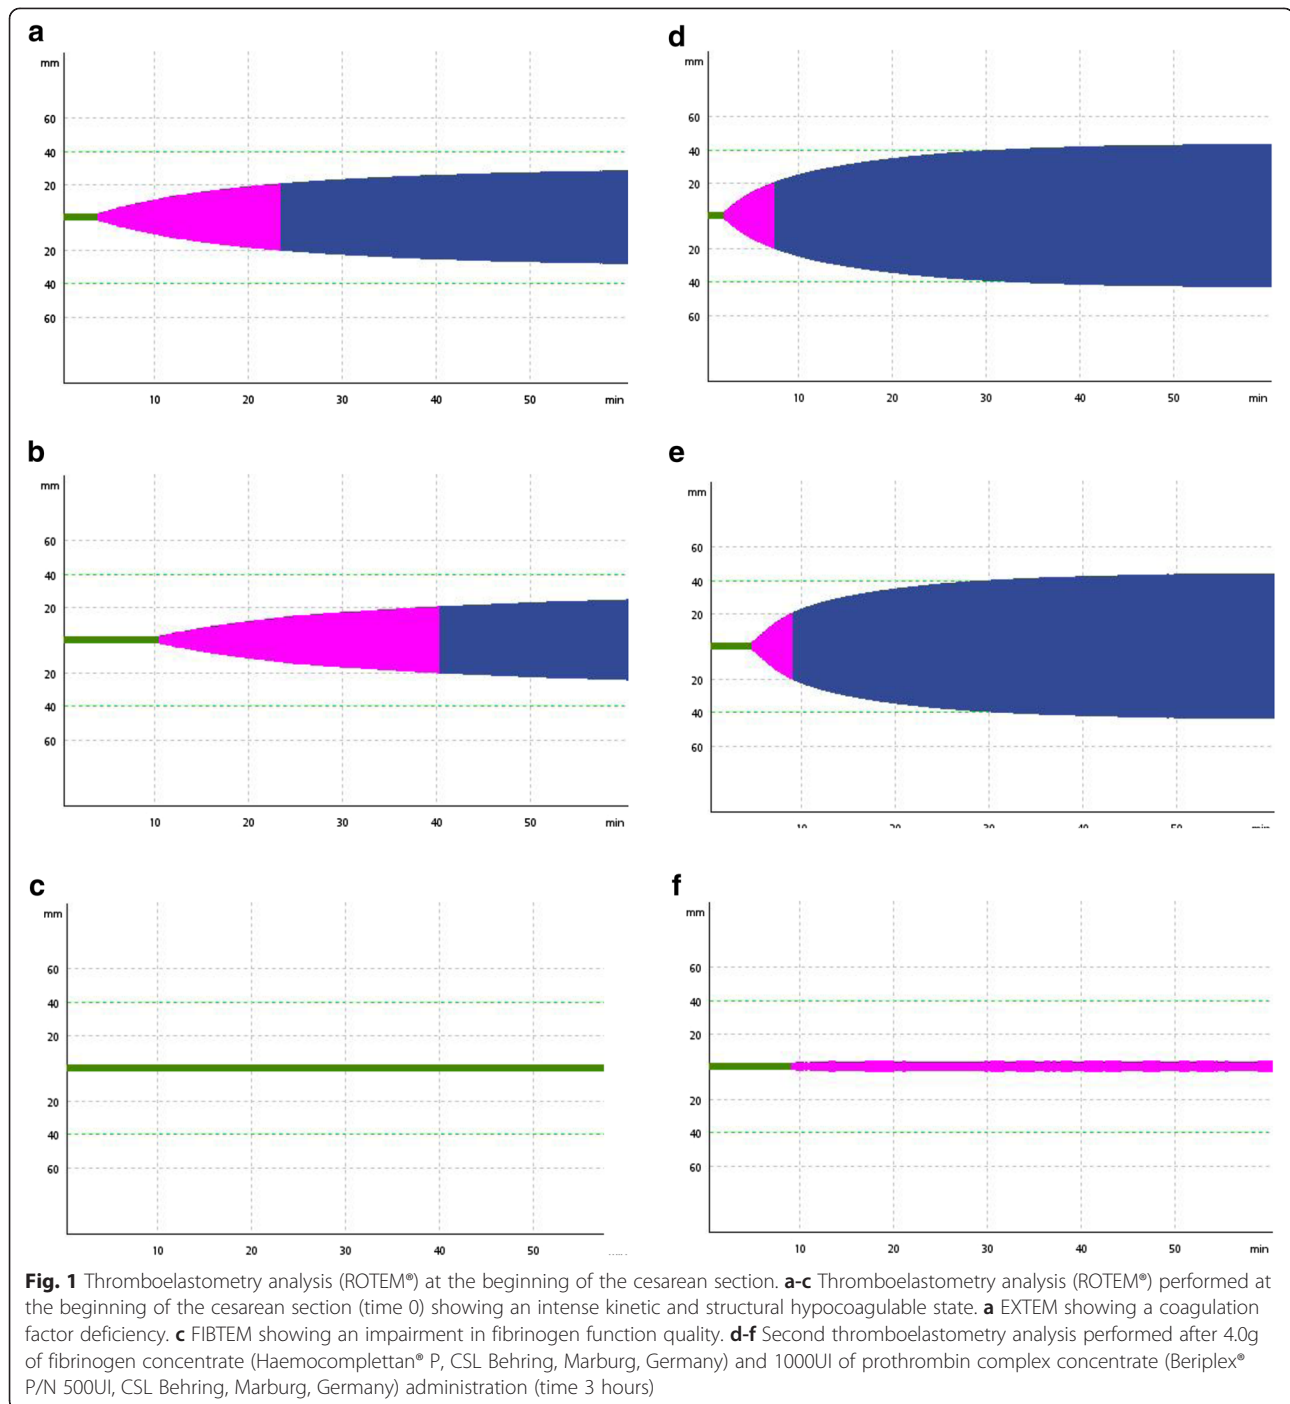 a
mm
60
40
20
20
40
60
10 20 30 40 50 min
d
mm
60
40
20
20
40
60
10 20 30 40 50 min
b
mm
60
40
20
20
40
60
10 20 30 40 50 min
e
mm
60
40
20
20
40
60
10 20 30 40 50 min
c
mm
60
40
20
20
40
60
10 20 30 40 50
f
mm
60
40
20
20
40
60
10 20 30 40 50 min
Fig. 1 Thromboelastometry analysis (ROTEM®) at the beginning of the cesarean section. a-c Thromboelastometry analysis (ROTEM®) performed at
the beginning of the cesarean section (time 0) showing an intense kinetic and structural hypocoagulable state. a EXTEM showing a coagulation
factor deficiency. c FIBTEM showing an impairment in fibrinogen function quality. d-f Second thromboelastometry analysis performed after 4.0g
of fibrinogen concentrate (Haemocomplettan® P, CSL Behring, Marburg, Germany) and 1000UI of prothrombin complex concentrate (Beriplex®
P/N 500UI, CSL Behring, Marburg, Germany) administration (time 3 hours)